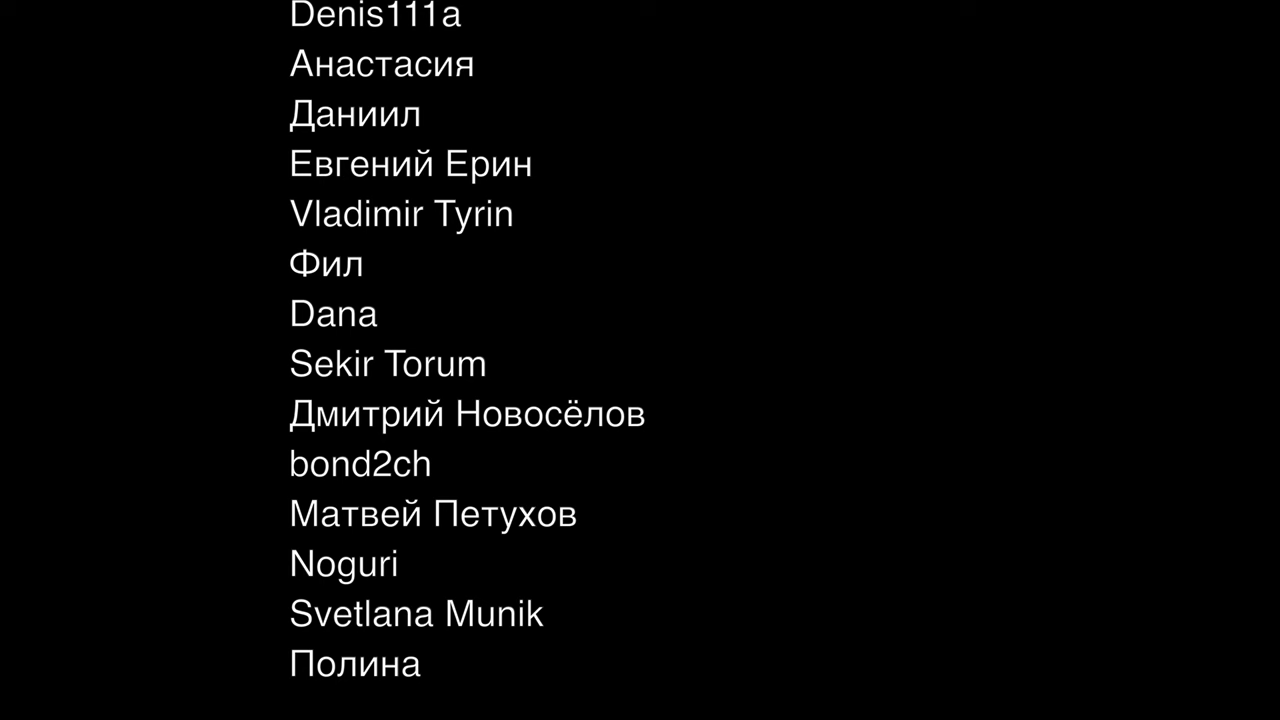 Denis111a
Анастасия
Даниил
Евгений Ерин
Vladimir Tyrin
Фил
Dana
Sekir Torum
Дмитрий Новосёлов
bond2ch
Матвей Петухов
Noguri
Svetlana Munik
Полина